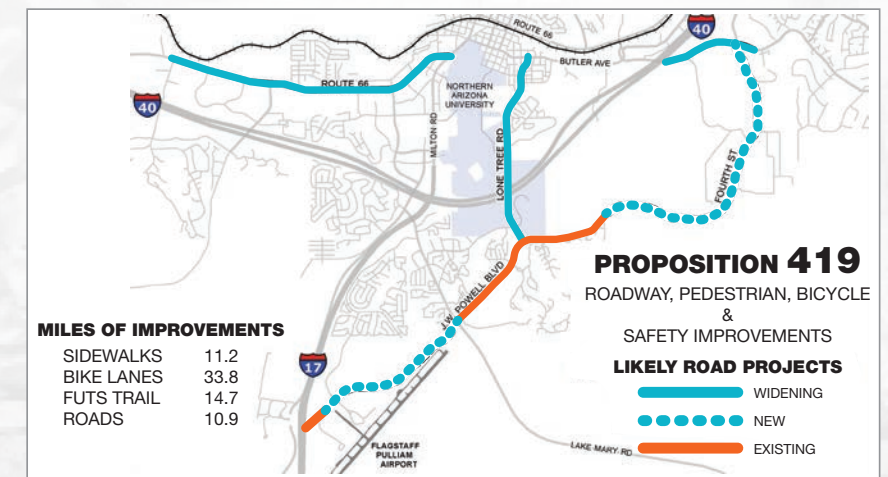 ROUTE 66
40
BUTLER AVE
ROUTE 66
NORTHERN
ARIZONA
UNIVERSITY
40
MILTON RD
LONE TREE RD
FOURTH ST
PROPOSITION 419
ROADWAY, PEDESTRIAN, BICYCLE
&
SAFETY IMPROVEMENTS
J.W. POWELL BLVD
MILES OF IMPROVEMENTS
SIDEWALKS 11.2
BIKE LANES 33.8
FUTS TRAIL 14.7
ROADS 10.9
17
LIKELY ROAD PROJECTS
WIDENING
NEW
EXISTING
FLAGSTAFF
PULLIAM
AIRPORT
LAKE MARY RD